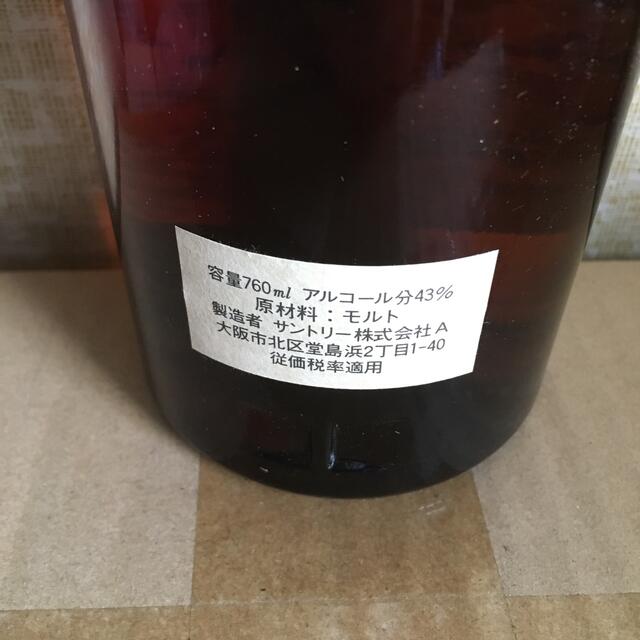 容量760ml アルコール分43%
原材料：モルト
製造者 サントリー株式会社A
大阪市北区堂島浜2丁目1-40
従価税率適用